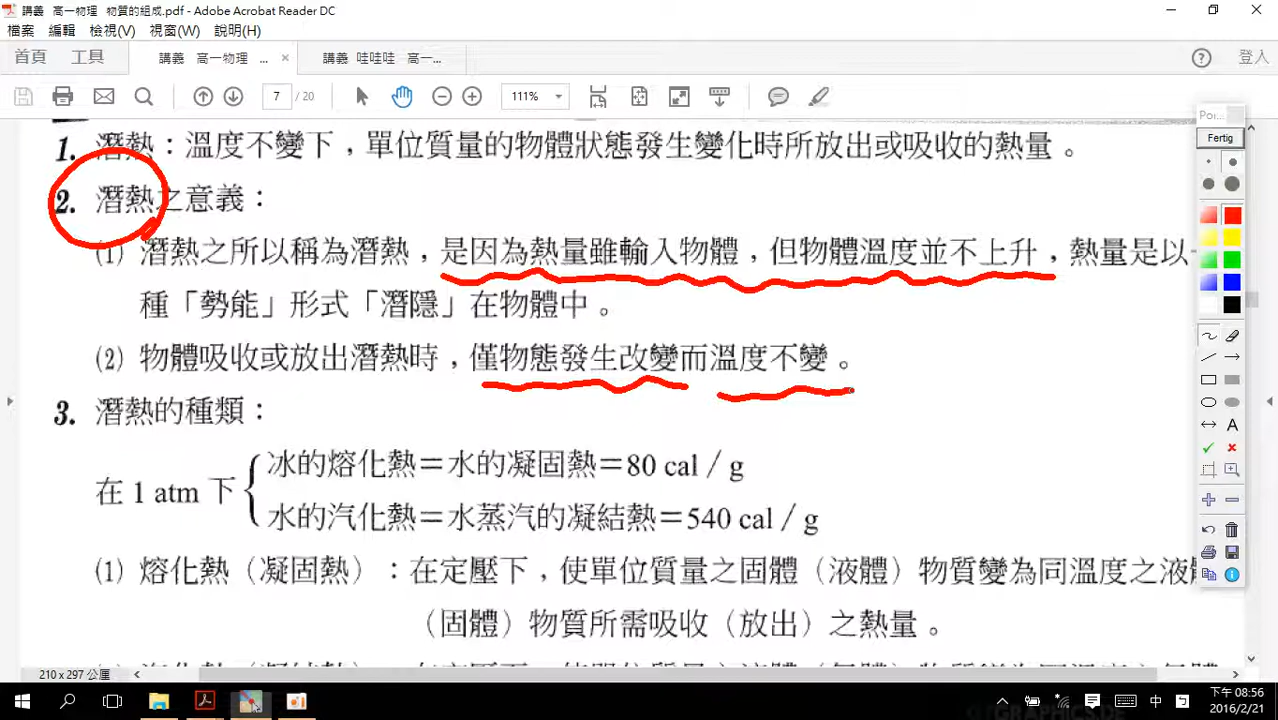 講義 高一物理 物質的組成.pdf - Adobe Acrobat Reader DC
檔案 編輯 檢視(V) 視窗(W) 說明(H)
首頁 工具 講義 高一物理 ... × 講義 哇哇哇 高一... 登入
7 / 20 111%
Poi...
Fertig
1. 潛熱：溫度不變下，單位質量的物體狀態發生變化時所放出或吸收的熱量。
2. 潛熱之意義：
(1) 潛熱之所以稱為潛熱，是因為熱量雖輸入物體，但物體溫度並不上升，熱量是以一
種「勢能」形式「潛隱」在物體中。
(2) 物體吸收或放出潛熱時，僅物態發生改變而溫度不變。
3. 潛熱的種類：
在 1 atm 下
冰的熔化熱＝水的凝固熱＝80 cal／g
水的汽化熱＝水蒸汽的凝結熱＝540 cal／g
(1) 熔化熱（凝固熱）：在定壓下，使單位質量之固體（液體）物質變為同溫度之液體
（固體）物質所需吸收（放出）之熱量。
210 x 297 公厘
中 下午 08:56
2016/2/21